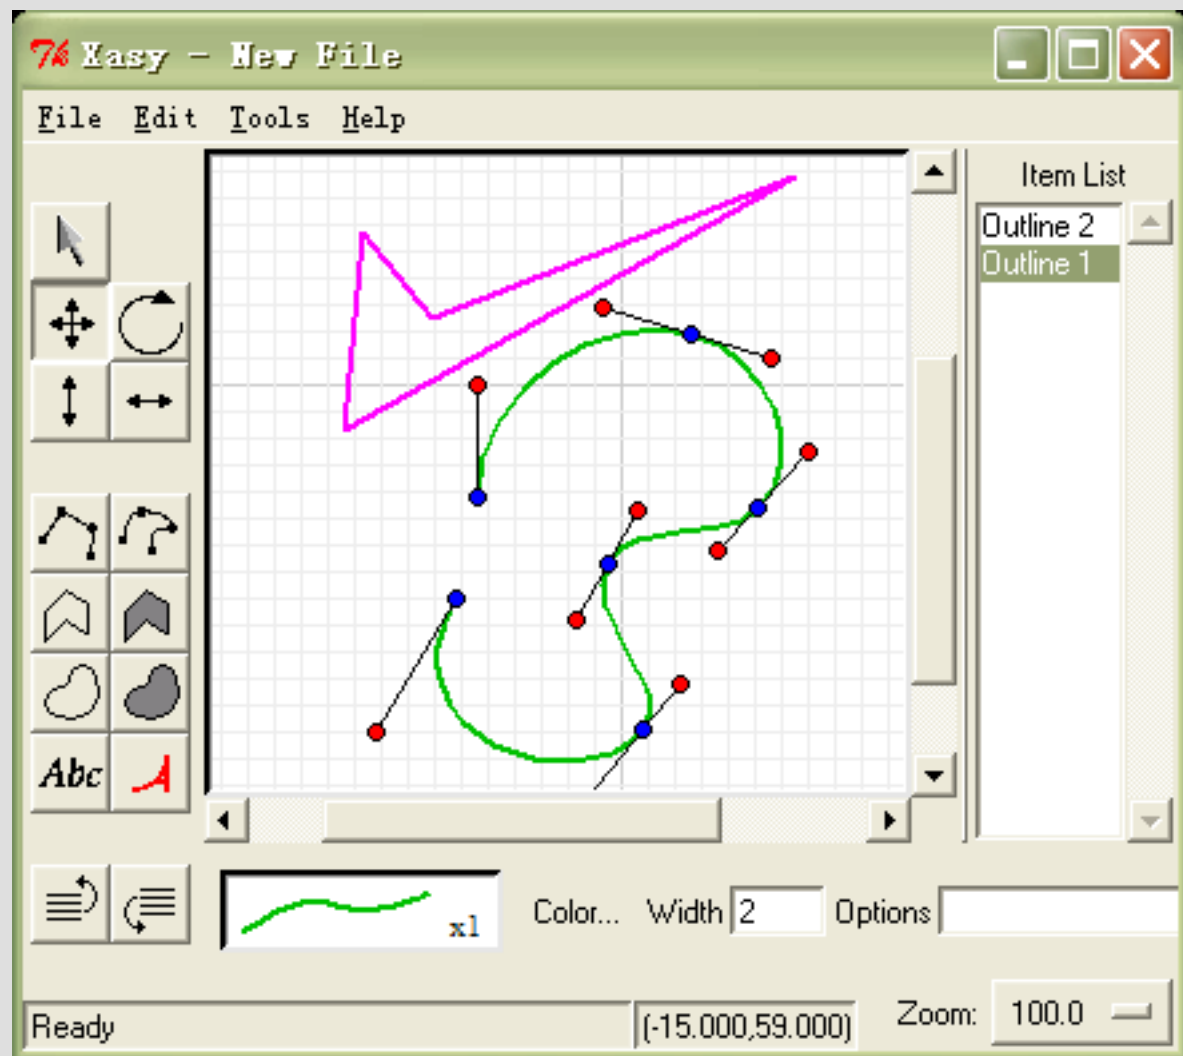 Xasy - New File
File Edit Tools Help
Item List
Outline 2
Outline 1
Abc
x1
Color... Width 2 Options
Ready (-15.000,59.000) Zoom: 100.0